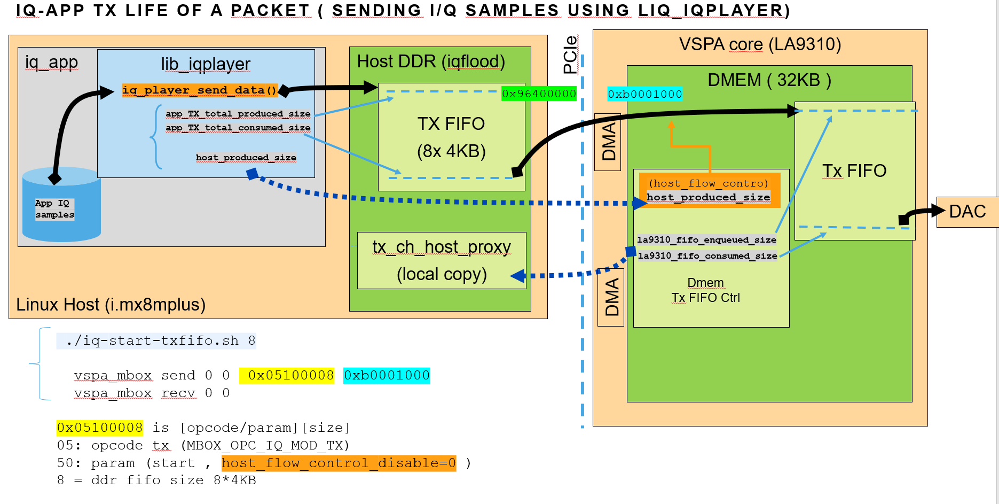 IQ-APP TX LIFE OF A PACKET ( SENDING I/Q SAMPLES USING LIQ_IQPLAYER)
iq_app
lib_iqplayer
iq_player_send_data()
app_TX_total_produced_size
app_TX_total_consumed_size
host_produced_size
App IQ
samples
Linux Host (i.mx8mplus)
Host DDR (iqflood)
0x96400000
TX FIFO
(8x 4KB)
tx_ch_host_proxy
(local copy)
PCIe
VSPA core (LA9310)
DMEM ( 32KB )
0xb0001000
DMA
(host_flow_contro)
host_produced_size
la9310_fifo_enqueued_size
la9310_fifo_consumed_size
Dmem
Tx FIFO Ctrl
DMA
Tx FIFO
DAC
./iq-start-txfifo.sh 8
vspa_mbox send 0 0 0x05100008 0xb0001000
vspa_mbox recv 0 0
0x05100008 is [opcode/param][size]
05: opcode tx (MBOX_OPC_IQ_MOD_TX)
50: param (start , host_flow_control_disable=0 )
8 = ddr fifo size 8*4KB